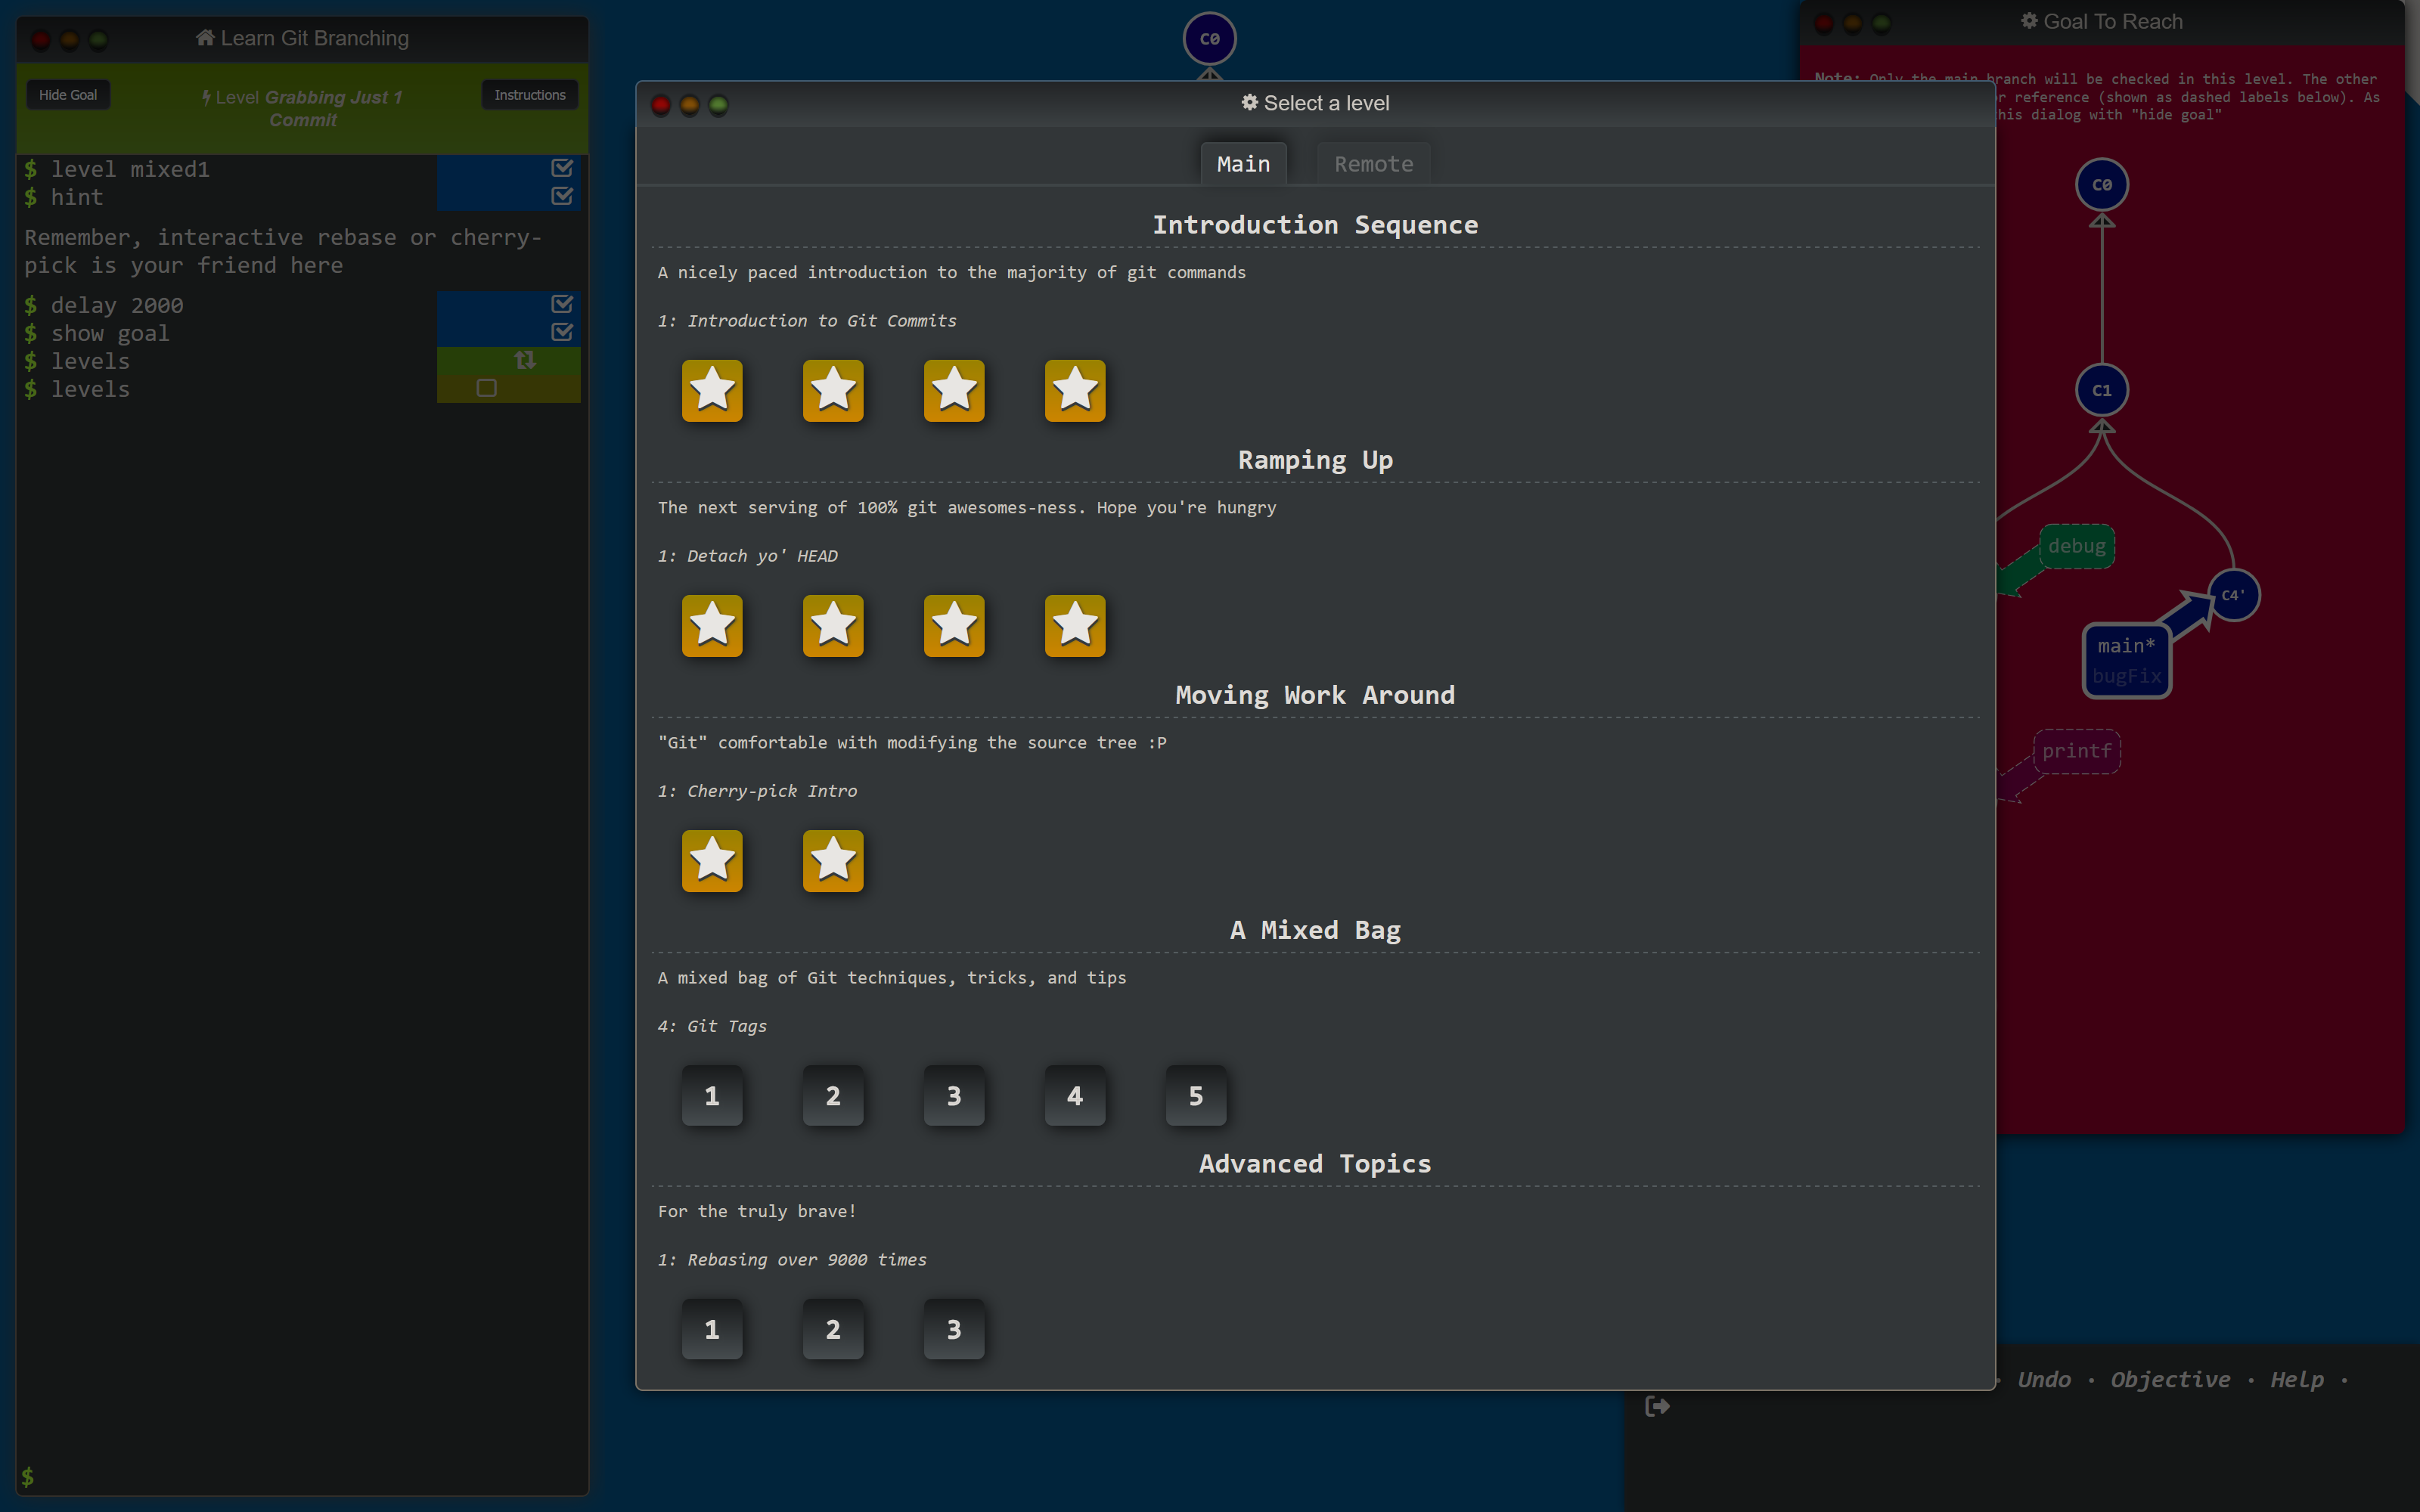 Learn Git Branching
Hide Goal
Level Grabbing Just 1
Commit
Instructions
$ level mixed1
$ hint
Remember, interactive rebase or cherry-
pick is your friend here
$ delay 2000
$ show goal
$ levels
$ levels
$
C0
Select a level
Main
Remote
Introduction Sequence
A nicely paced introduction to the majority of git commands
1: Introduction to Git Commits
Ramping Up
The next serving of 100% git awesomes-ness. Hope you're hungry
1: Detach yo' HEAD
Moving Work Around
"Git" comfortable with modifying the source tree :P
1: Cherry-pick Intro
A Mixed Bag
A mixed bag of Git techniques, tricks, and tips
4: Git Tags
1 2 3 4 5
Advanced Topics
For the truly brave!
1: Rebasing over 9000 times
1 2 3
Goal To Reach
Note: Only the main branch will be checked in this level. The other
r reference (shown as dashed labels below). As
his dialog with "hide goal"
C0
C1
debug
C4'
main*
bugFix
printf
· Undo · Objective · Help ·